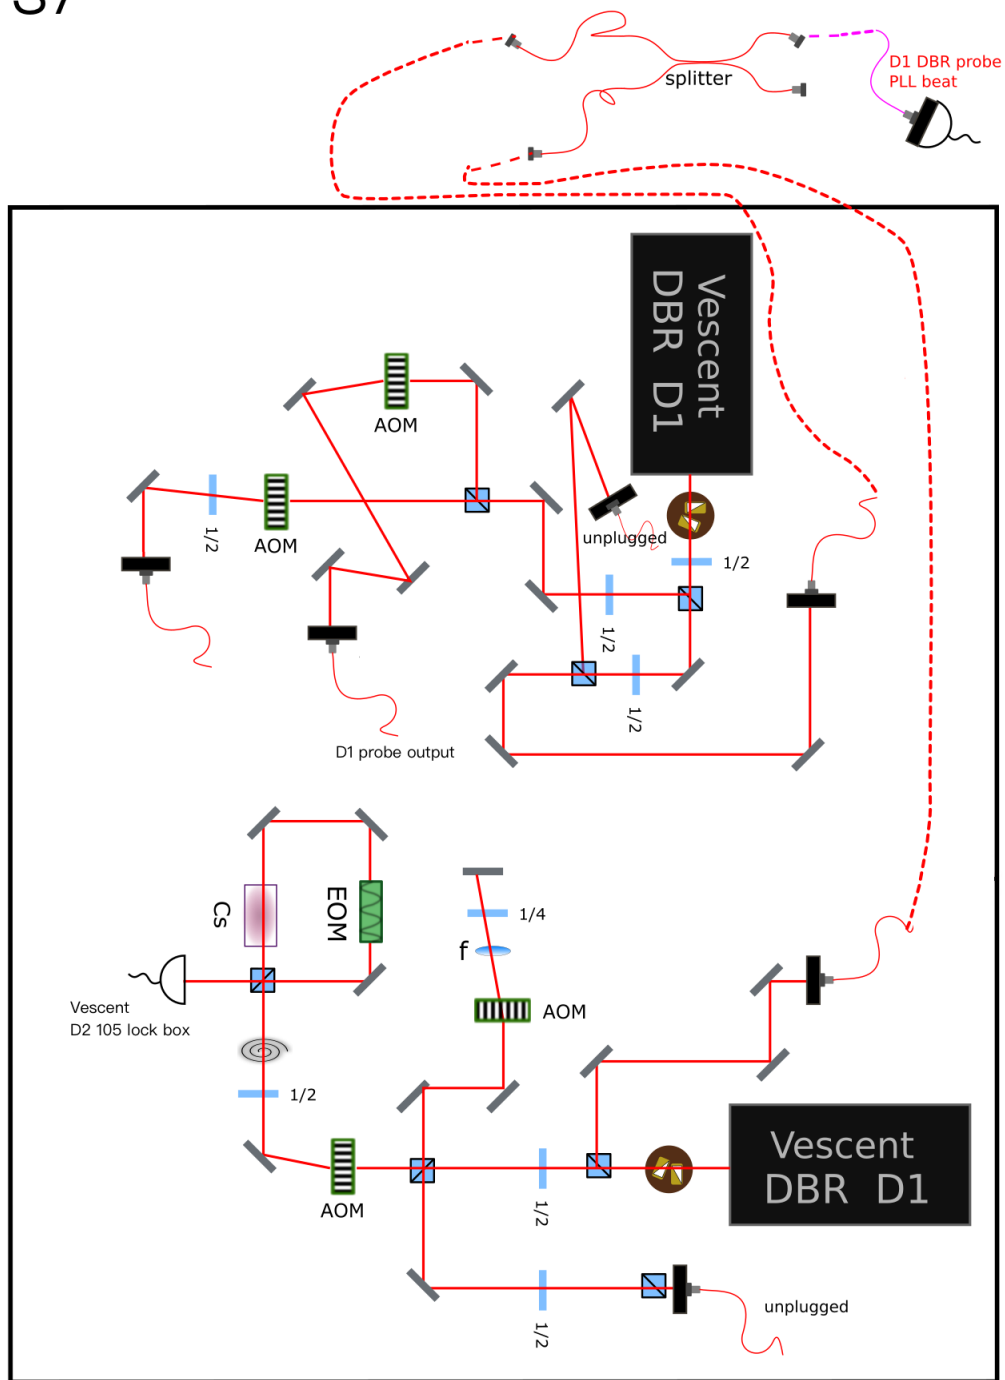 D1 DBR probe
PLL beat
splitter
Vescent
DBR D1
AOM
1/2
AOM
unplugged
1/2
1/2
1/2
D1 probe output
Cs
EOM
1/4
f
AOM
Vescent
D2 105 lock box
1/2
Vescent
DBR D1
AOM
1/2
1/2
unplugged